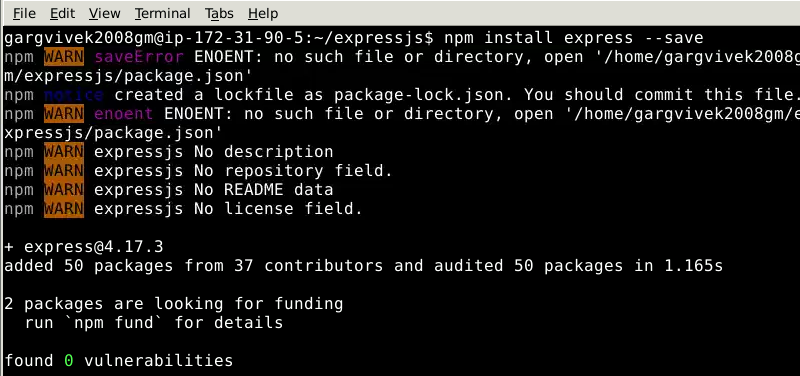 File Edit View Terminal Tabs Help
gargvivek2008gm@ip-172-31-90-5:~/expressjs$ npm install express --save
npm WARN saveError ENOENT: no such file or directory, open '/home/gargvivek2008g
m/expressjs/package.json'
npm notice created a lockfile as package-lock.json. You should commit this file.
npm WARN enoent ENOENT: no such file or directory, open '/home/gargvivek2008gm/e
xpressjs/package.json'
npm WARN expressjs No description
npm WARN expressjs No repository field.
npm WARN expressjs No README data
npm WARN expressjs No license field.
+ express@4.17.3
added 50 packages from 37 contributors and audited 50 packages in 1.165s
2 packages are looking for funding
run `npm fund` for details
found 0 vulnerabilities